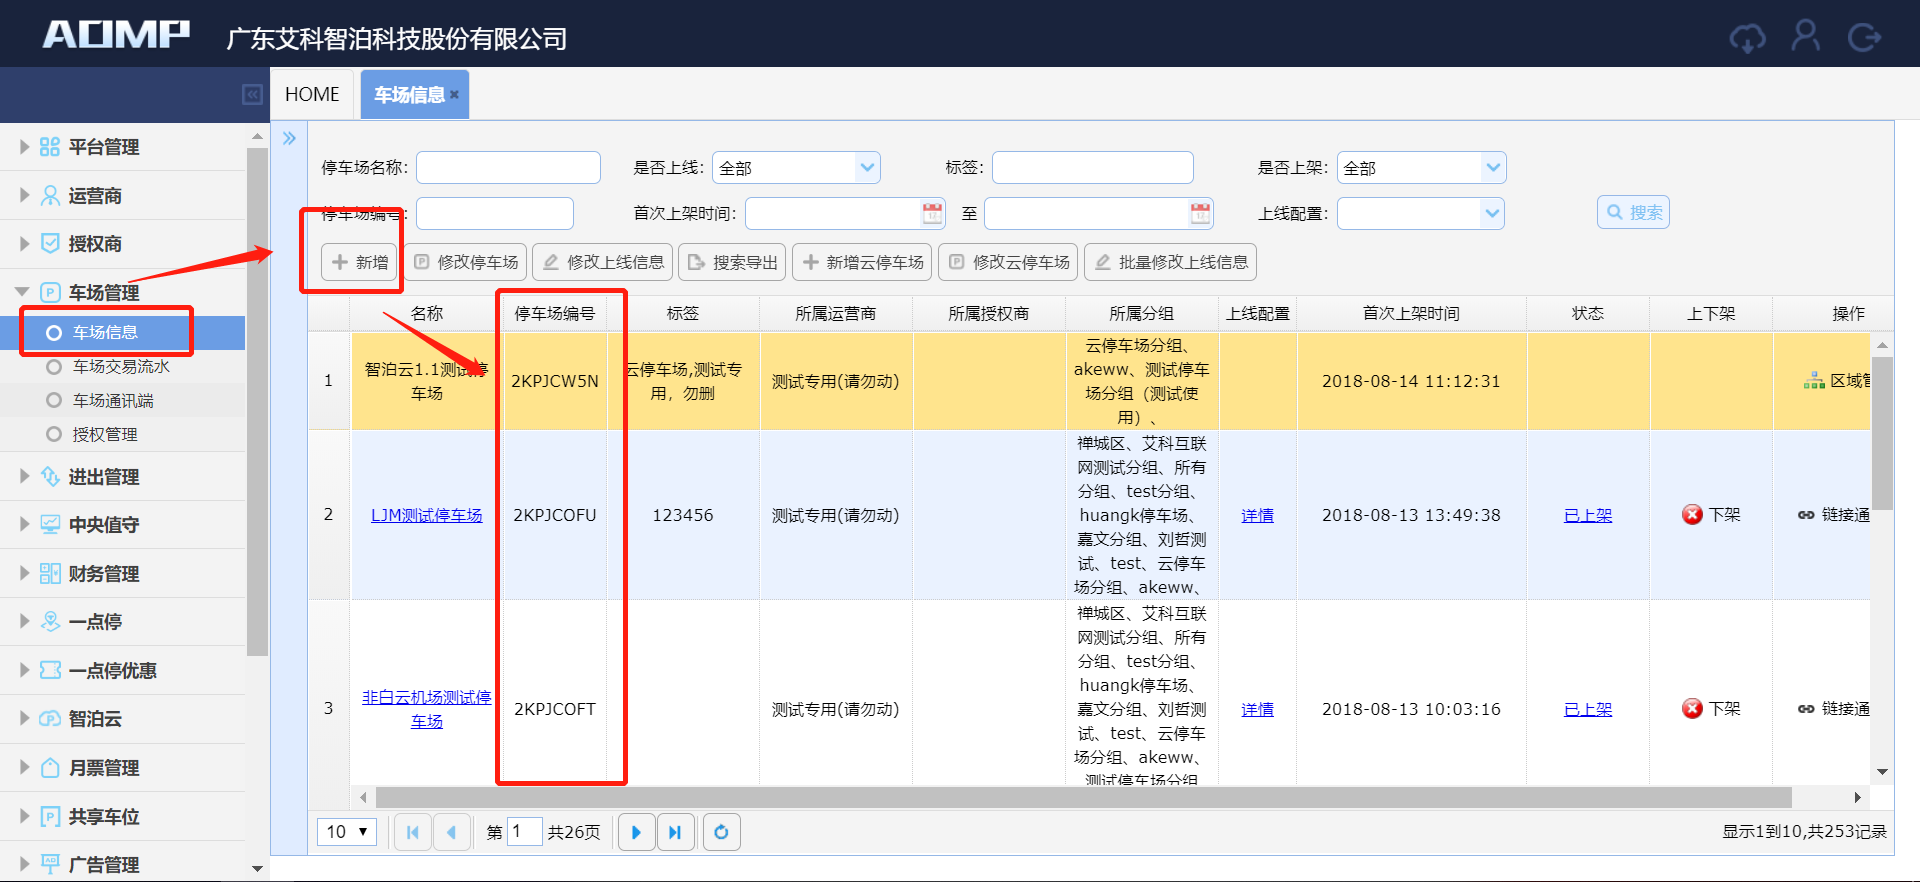 AOMP 广东艾科智泊科技股份有限公司
HOME 车场信息
平台管理
运营商
授权商
车场管理
车场信息
车场交易流水
车场通讯端
授权管理
进出管理
中央值守
财务管理
一点停
一点停优惠
智泊云
月票管理
共享车位
广告管理
停车场名称: 是否上线: 全部 标签: 是否上架: 全部
停车场编号: 首次上架时间: 至 上线配置: 搜索
新增 修改停车场 修改上线信息 搜索导出 新增云停车场 修改云停车场 批量修改上线信息
名称 停车场编号 标签 所属运营商 所属授权商 所属分组 上线配置 首次上架时间 状态 上下架 操作
1
智泊云1.1测试停
车场
2KPJCW5N
云停车场,测试专
用，勿删
测试专用(请勿动)
云停车场分组、
akeww、测试停车
场分组（测试使
用）、
2018-08-14 11:12:31
区域管
2
LJM测试停车场
2KPJCOFU
123456
测试专用(请勿动)
禅城区、艾科互联
网测试分组、所有
分组、test分组、
huangk停车场、
嘉文分组、刘哲测
试、test、云停车
场分组、akeww、
详情
2018-08-13 13:49:38
已上架
下架
链接通
3
非白云机场测试停
车场
2KPJCOFT
测试专用(请勿动)
禅城区、艾科互联
网测试分组、所有
分组、test分组、
huangk停车场、
嘉文分组、刘哲测
试、test、云停车
场分组、akeww、
测试停车场分组
详情
2018-08-13 10:03:16
已上架
下架
链接通
10 第 1 共26页 显示1到10,共253记录